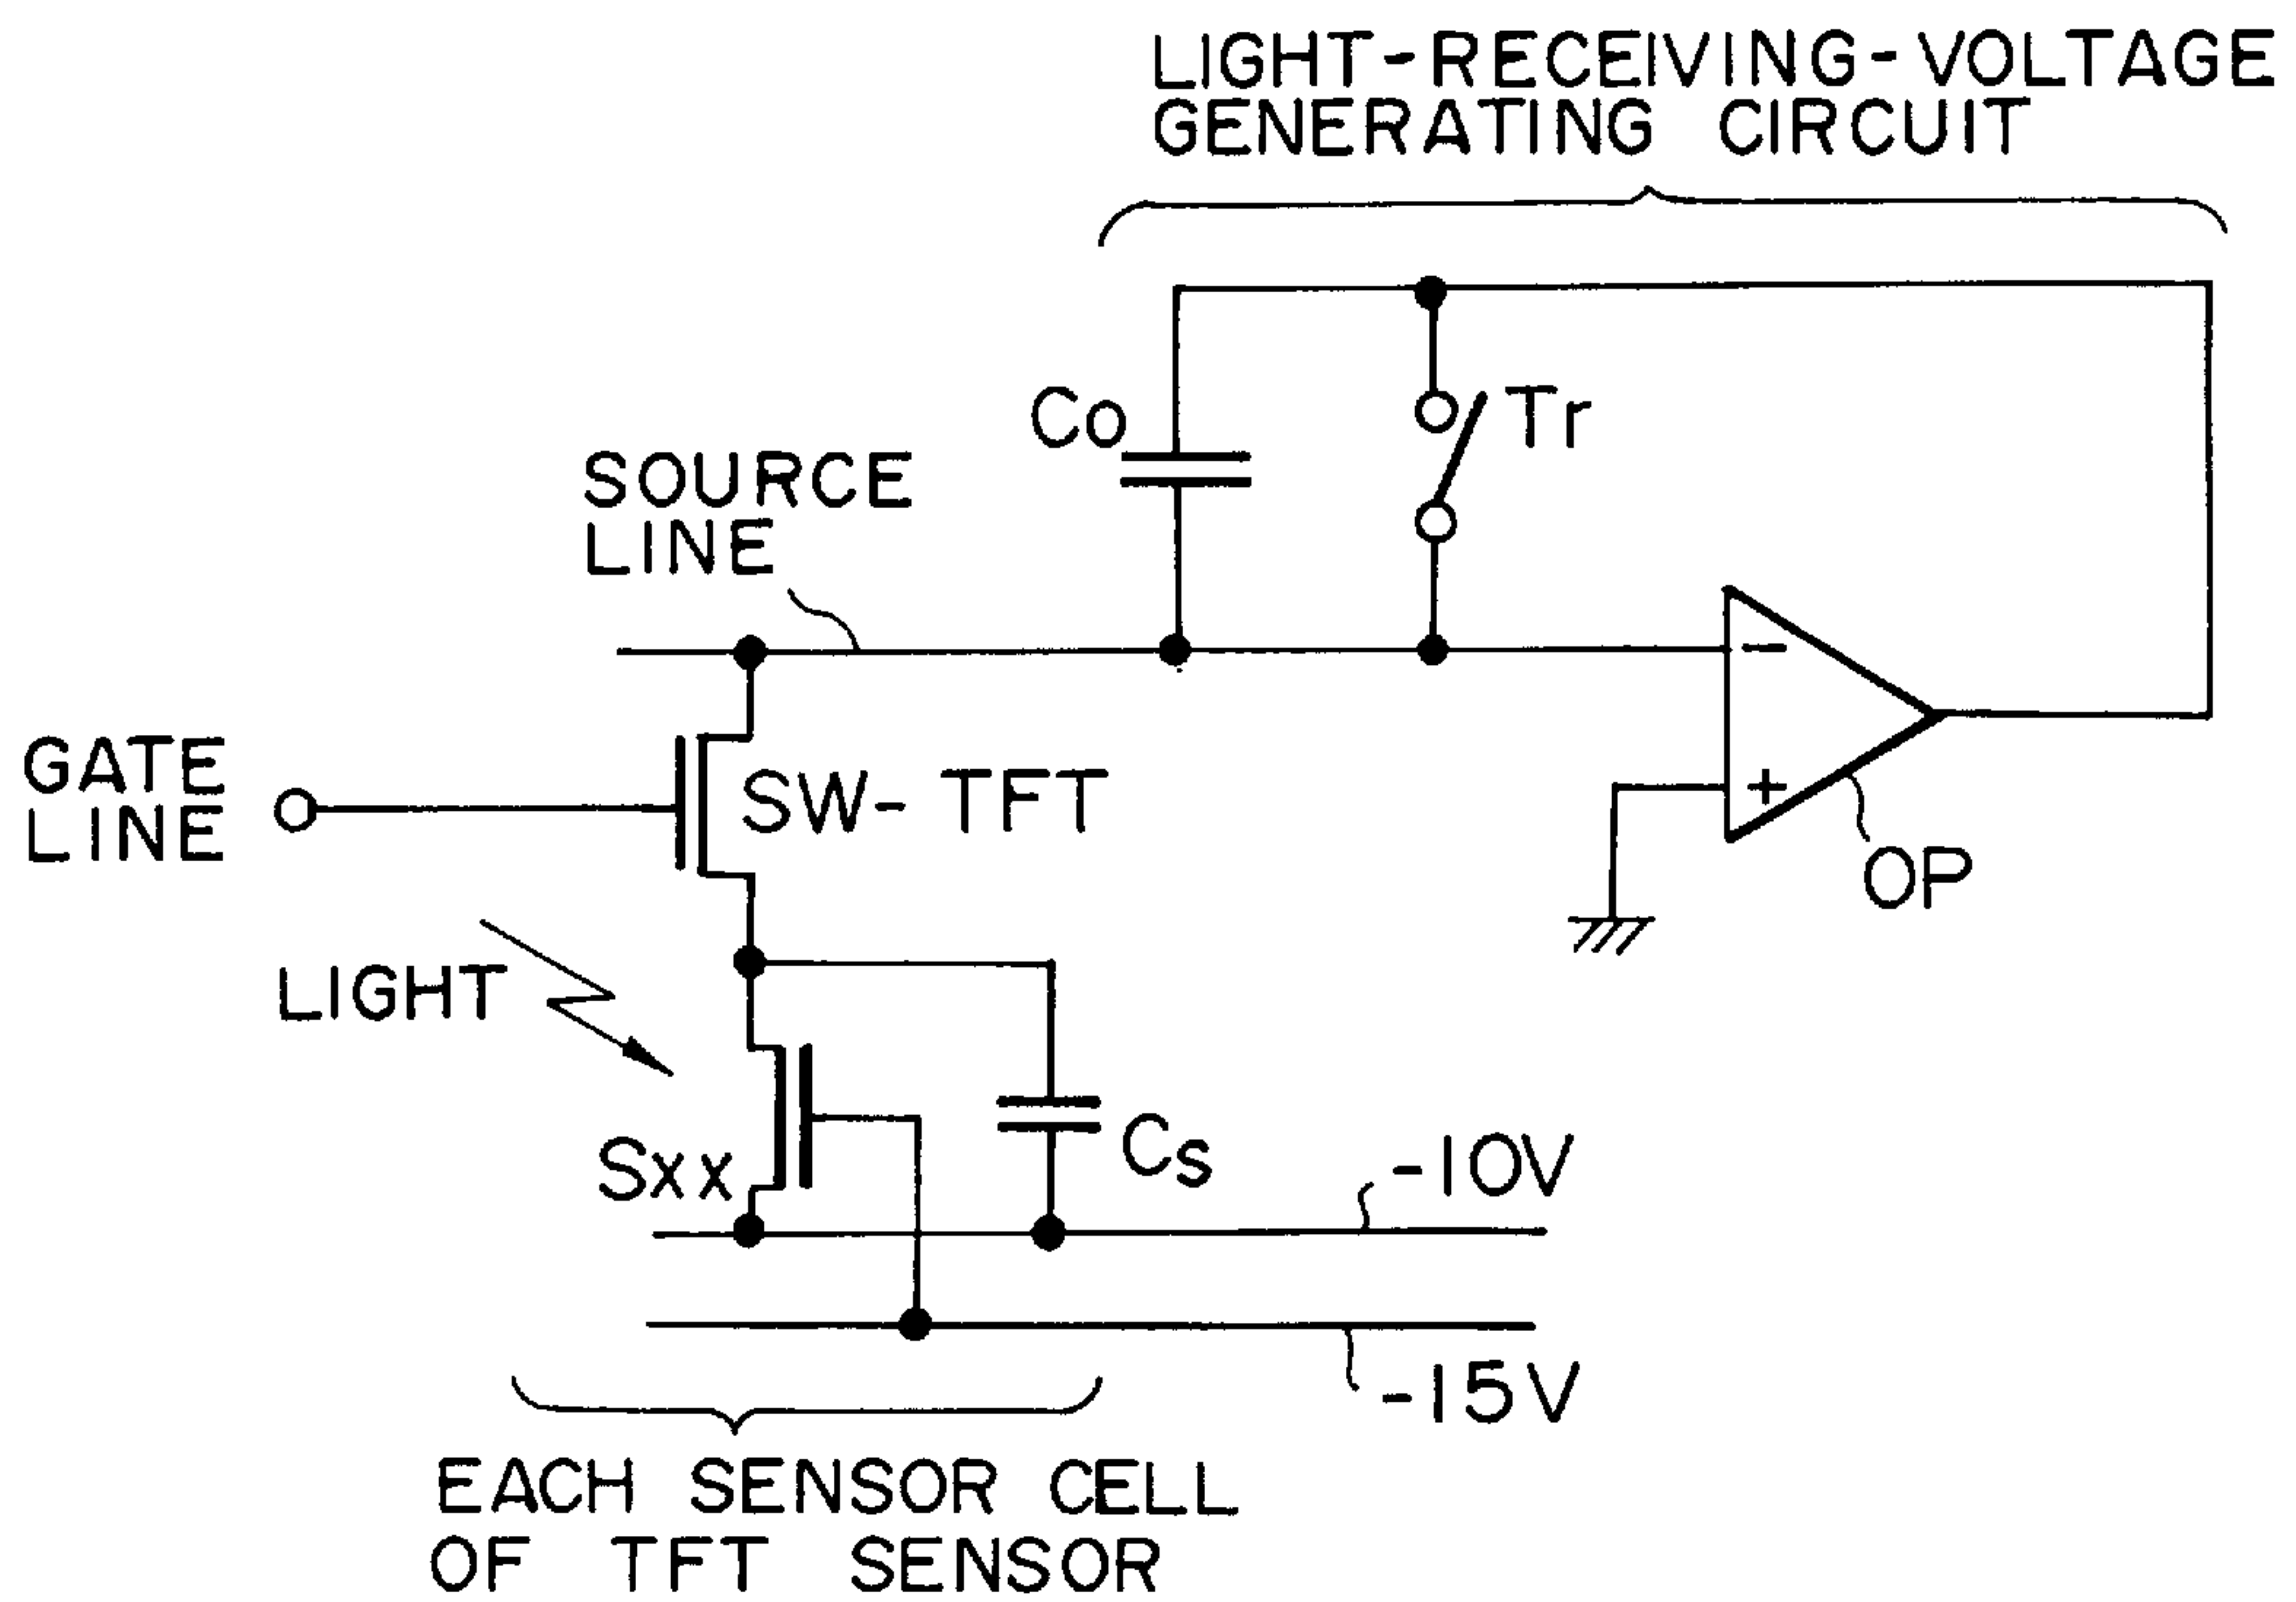 LIGHT-RECEIVING-VOLTAGE
GENERATING CIRCUIT
Co
Tr
SOURCE
LINE
-
GATE
LINE
SW-TFT
+
OP
LIGHT
Sxx
Cs
-10V
-15V
EACH SENSOR CELL
OF TFT SENSOR